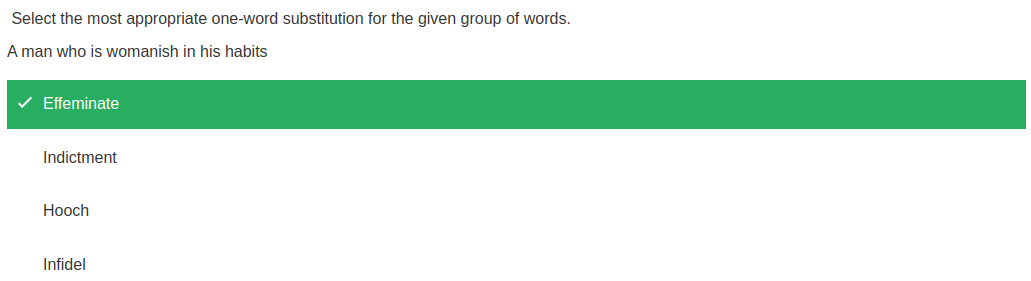 Select the most appropriate one-word substitution for the given group of words.
A man who is womanish in his habits
Effeminate
Indictment
Hooch
Infidel